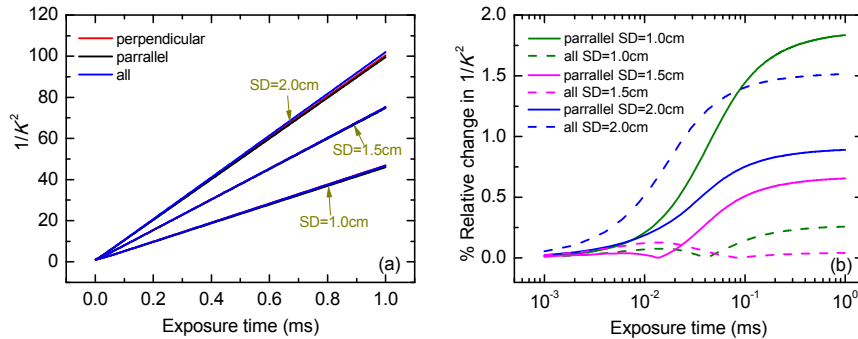 120
100
80
60
40
20
0
1/K²
perpendicular
parrallel
all
SD=2.0cm
SD=1.5cm
SD=1.0cm
(a)
0.0 0.2 0.4 0.6 0.8 1.0
Exposure time (ms)
2.0
1.5
1.0
0.5
0.0
% Relative change in 1/K²
parrallel SD=1.0cm
all SD=1.0cm
parrallel SD=1.5cm
all SD=1.5cm
parrallel SD=2.0cm
all SD=2.0cm
(b)
10⁻³ 10⁻² 10⁻¹ 10⁰
Exposure time (ms)